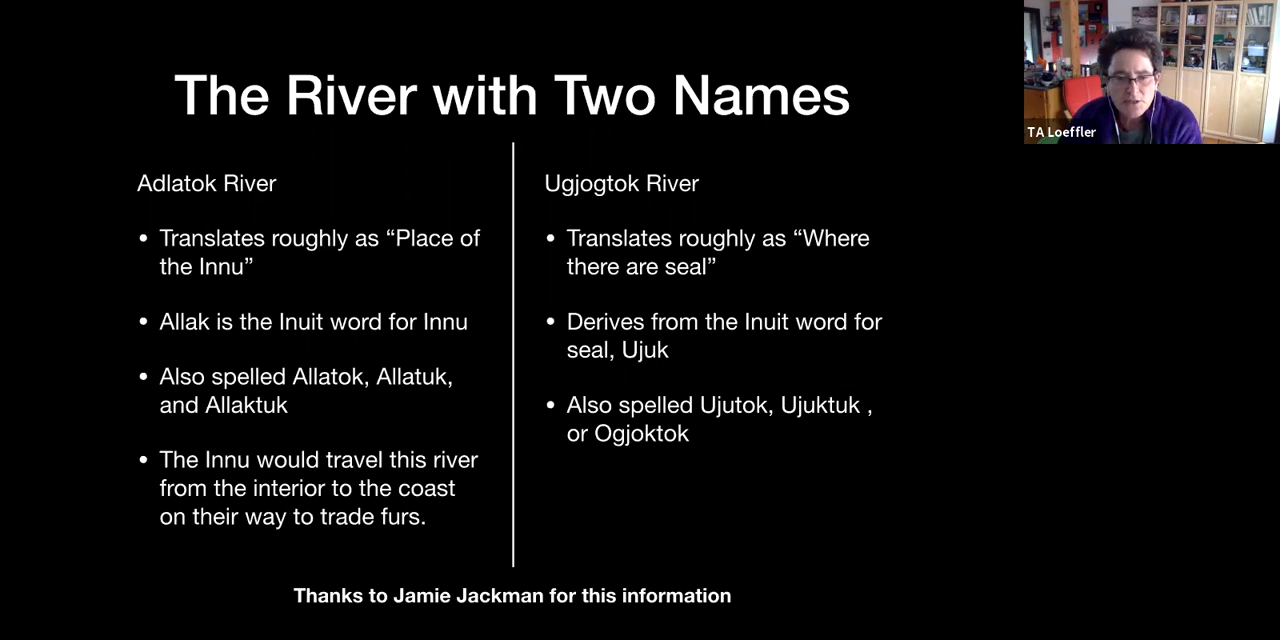 The River with Two Names
Adlatok River
• Translates roughly as “Place of
the Innu”
• Allak is the Inuit word for Innu
• Also spelled Allatok, Allatuk,
and Allaktuk
• The Innu would travel this river
from the interior to the coast
on their way to trade furs.
Ugjogtok River
• Translates roughly as “Where
there are seal”
• Derives from the Inuit word for
seal, Ujuk
• Also spelled Ujutok, Ujuktuk ,
or Ogjoktok
Thanks to Jamie Jackman for this information
TA Loeffler